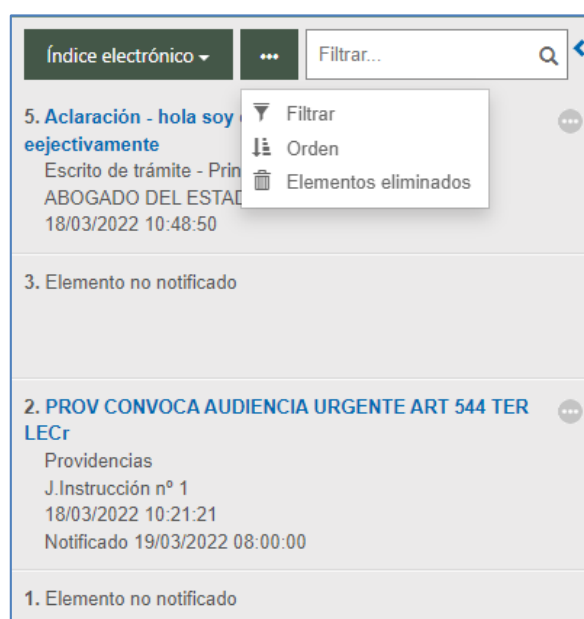 Índice electrónico
Filtrar...
5. Aclaración - hola soy
eejectivamente
Escrito de trámite - Prin
ABOGADO DEL ESTAD
18/03/2022 10:48:50
Filtrar
Orden
Elementos eliminados
3. Elemento no notificado
2. PROV CONVOCA AUDIENCIA URGENTE ART 544 TER
LECr
Providencias
J.Instrucción nº 1
18/03/2022 10:21:21
Notificado 19/03/2022 08:00:00
1. Elemento no notificado